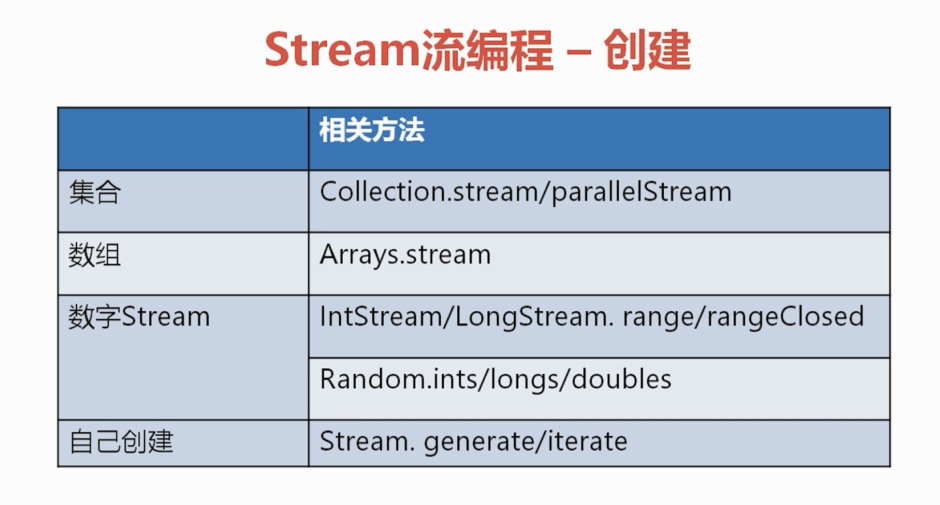 Stream流编程 – 创建
相关方法
集合
Collection.stream/parallelStream
数组
Arrays.stream
数字Stream
IntStream/LongStream. range/rangeClosed
Random.ints/longs/doubles
自己创建
Stream. generate/iterate